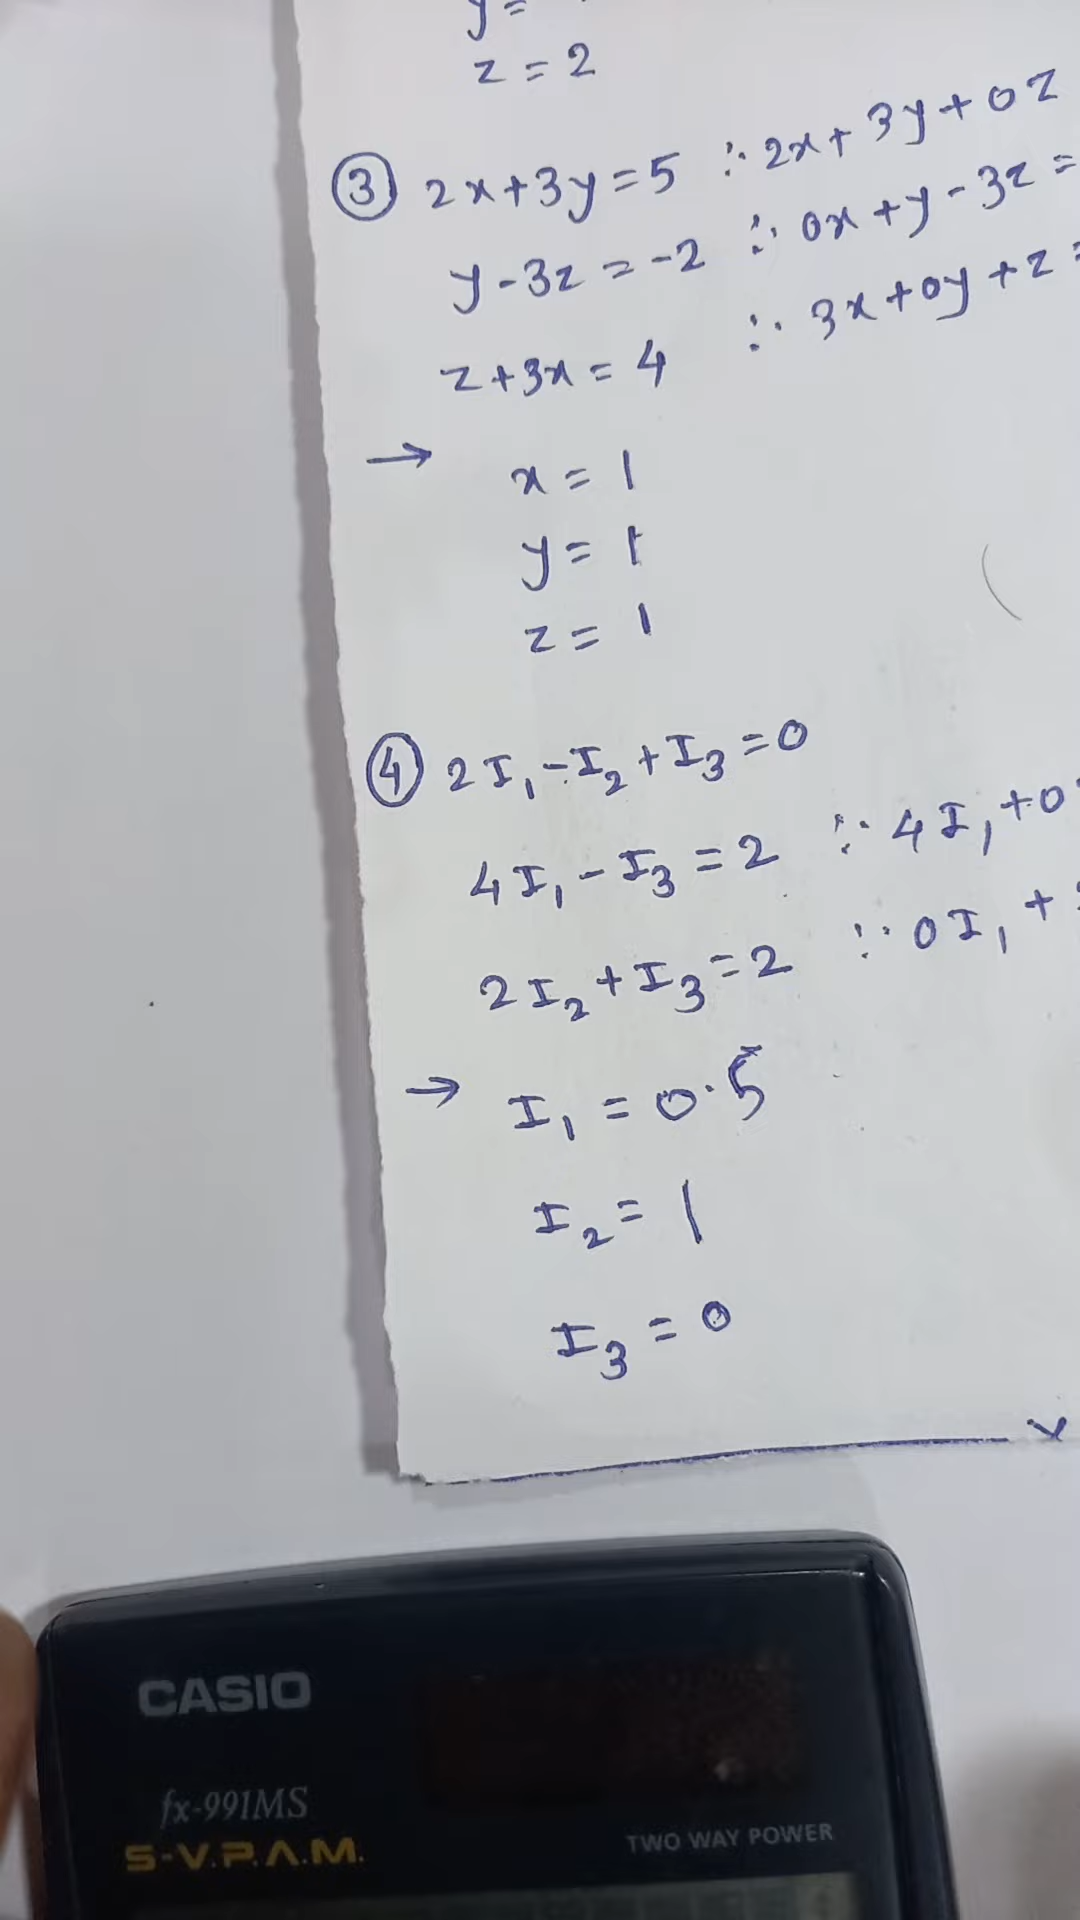 y =
z = 2
③ 2x+3y=5 ∴ 2x+3y+0z
y-3z=-2 ∴ 0x+y-3z=
z+3x=4 ∴ 3x+0y+z=
→ x = 1
y = 1
z = 1
④ 2I₁-I₂+I₃=0
4I₁-I₃=2 ∴ 4I₁+0
2I₂+I₃=2 ∴ 0I₁+
→ I₁ = 0.5
I₂ = 1
I₃ = 0
CASIO
fx-991MS
S-V.P.A.M.
TWO WAY POWER